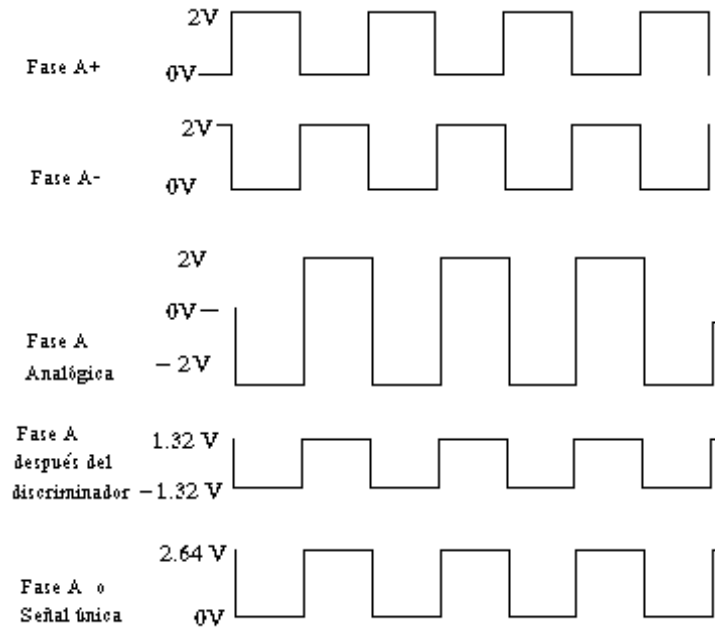 2V
Fase A+
0V
2V
Fase A-
0V
2V
0V
Fase A
Analógica
– 2V
Fase A
después del
discriminador
1.32 V
–1.32 V
2.64 V
Fase A o
Señal única
0V